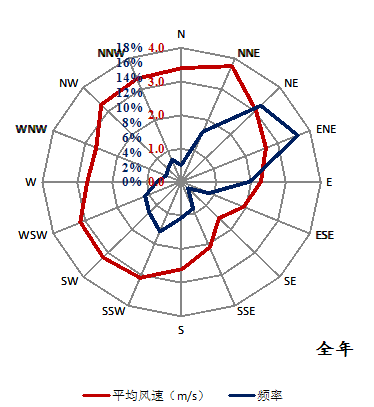 N
NNW 18% 4.0 NNE
16%
NW 14% 3.0 NE
12%
10% 2.0
WNW 8% ENE
6% 1.0
4%
2%
W 0% 0.0 E
WSW ESE
SW SE
SSW SSE
S
全年
平均风速（m/s） 频率